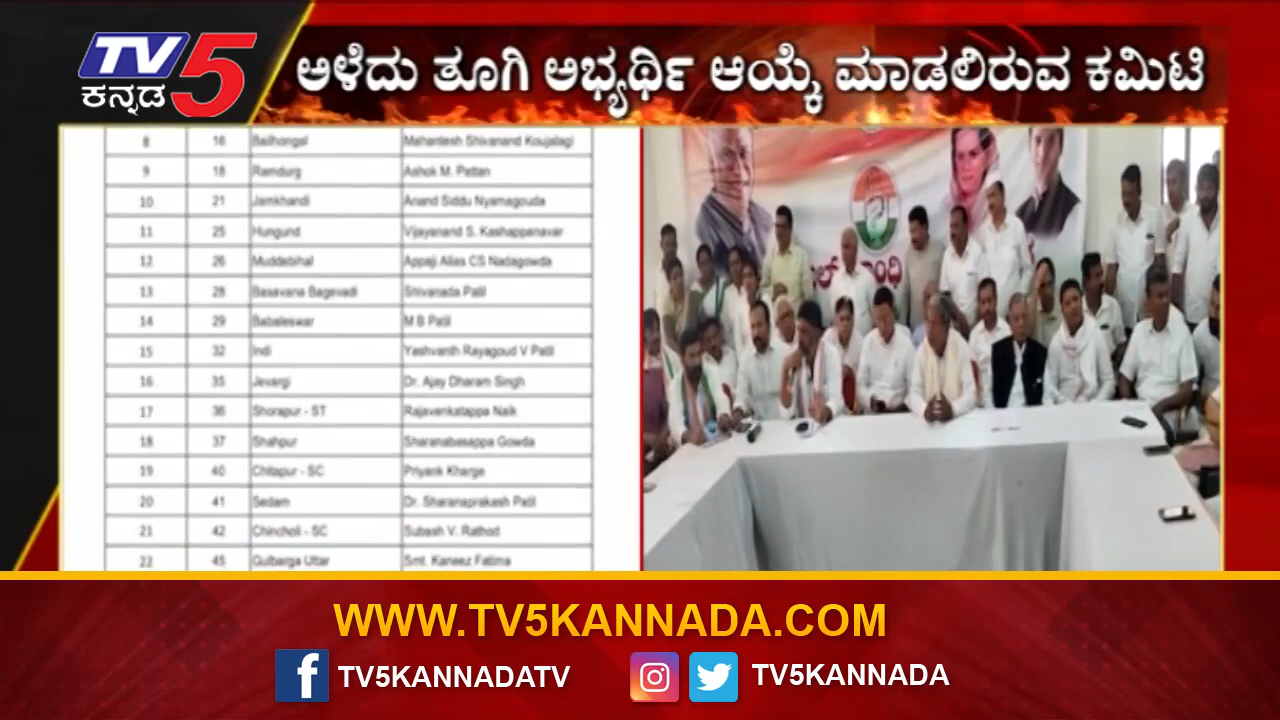 TV5
ಕನ್ನಡ
ಅಳೆದು ತೂಗಿ ಅಭ್ಯರ್ಥಿ ಆಯ್ಕೆ ಮಾಡಲಿರುವ ಕಮಿಟಿ
8 16 Bailhongal Mahantesh Shivanand Koujalagi
9 18 Ramdurg Ashok M. Pattan
10 21 Jamkhandi Anand Siddu Nyamagouda
11 25 Hungund Vijayanand S. Kashappanavar
12 26 Muddebihal Appaji Alias CS Nadagowda
13 28 Basavana Bagevadi Shivanada Patil
14 29 Babaleswar M B Patil
15 32 Indi Yashvanth Rayagoud V Patil
16 35 Jevargi Dr. Ajay Dharam Singh
17 36 Shorapur - ST Rajavenkatappa Naik
18 37 Shahpur Sharanabasappa Gowda
19 40 Chitapur - SC Priyank Kharge
20 41 Sedam Dr. Sharanaprakash Patil
21 42 Chincholi - SC Subash V. Rathod
22 45 Gulbarga Uttar Smt. Kaneez Fatima
WWW.TV5KANNADA.COM
TV5KANNADATV
TV5KANNADA